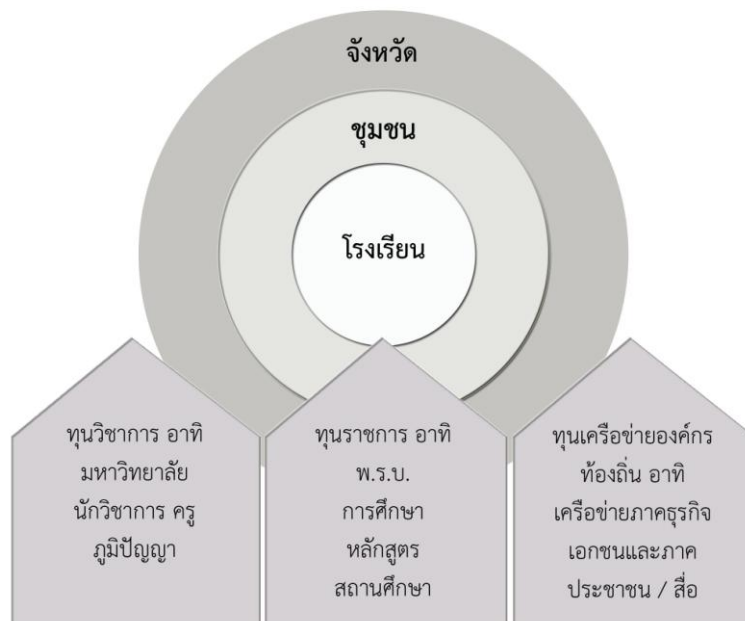 จังหวัด
ชุมชน
โรงเรียน
ทุนวิชาการ อาทิ
มหาวิทยาลัย
นักวิชาการ ครู
ภูมิปัญญา
ทุนราชการ อาทิ
พ.ร.บ.
การศึกษา
หลักสูตร
สถานศึกษา
ทุนเครือข่ายองค์กร
ท้องถิ่น อาทิ
เครือข่ายภาคธุรกิจ
เอกชนและภาค
ประชาชน / สื่อ